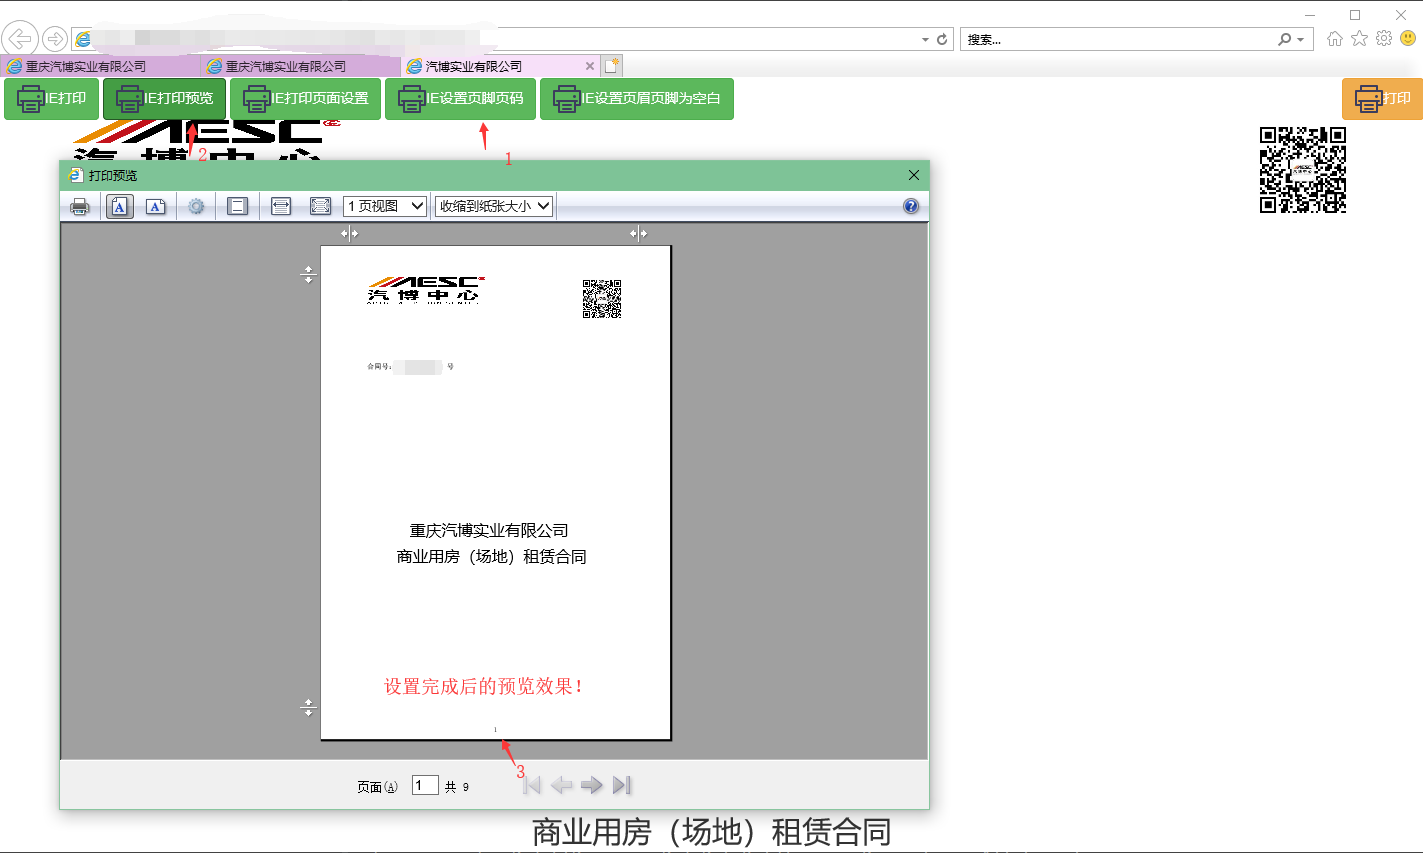 搜索...
重庆汽博实业有限公司
重庆汽博实业有限公司
汽博实业有限公司
IE打印
IE打印预览
IE打印页面设置
IE设置页脚页码
IE设置页眉页脚为空白
打印
AESC
汽博中心
2
1
打印预览
1 页视图
收缩到纸张大小
AESC
汽博中心
合同号:
号
重庆汽博实业有限公司
商业用房（场地）租赁合同
设置完成后的预览效果！
1
3
页面(A) 1 共 9
商业用房（场地）租赁合同